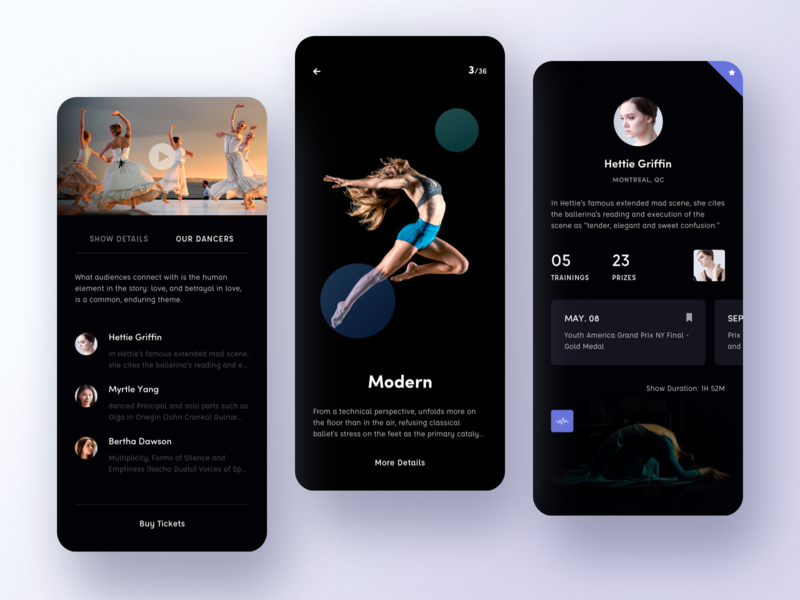 SHOW DETAILS
OUR DANCERS
What audiences connect with is the human
element in the story: love, and betrayal in love,
is a common, enduring theme.
Hettie Griffin
In Hettie's famous extended mad scene,
she cites the ballerina's reading and e...
Myrtle Yang
danced Principal and solo parts such as
Olga in Onegin (John Cranko) Gulnar...
Bertha Dawson
Multiplicity, Forms of Silence and
Emptiness (Nacho Duato) Voices of Sp...
Buy Tickets
3/36
Modern
From a technical perspective, unfolds more on
the floor than in the air, refusing classical
ballet's stress on the feet as the primary cataly...
More Details
Hettie Griffin
MONTREAL, QC
In Hettie's famous extended mad scene, she cites
the ballerina's reading and execution of the
scene as "tender, elegant and sweet confusion."
05
23
TRAININGS
PRIZES
MAY. 08
Youth America Grand Prix NY Final -
Gold Medal
SEP
Prix
and
Show Duration: 1H 52M